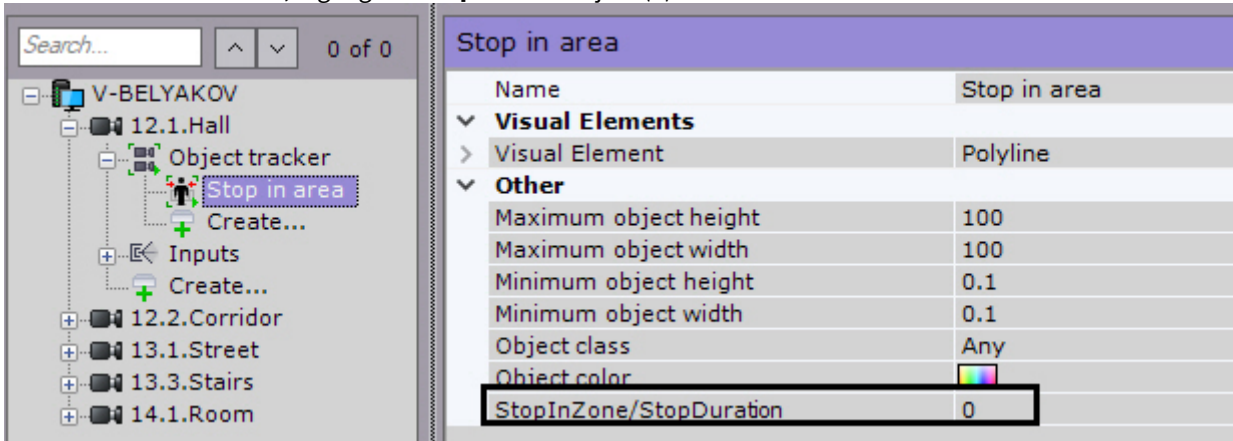 Search...
0 of 0
V-BELYAKOV
12.1.Hall
Object tracker
Stop in area
Create...
Inputs
Create...
12.2.Corridor
13.1.Street
13.3.Stairs
14.1.Room
Stop in area
Name Stop in area
Visual Elements
Visual Element Polyline
Other
Maximum object height 100
Maximum object width 100
Minimum object height 0.1
Minimum object width 0.1
Object class Any
Object color
StopInZone/StopDuration 0